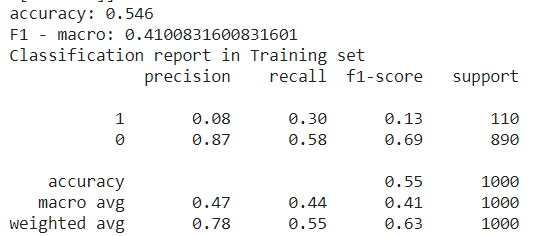 accuracy: 0.546
F1 - macro: 0.4100831600831601
Classification report in Training set
precision recall f1-score support
1 0.08 0.30 0.13 110
0 0.87 0.58 0.69 890
accuracy 0.55 1000
macro avg 0.47 0.44 0.41 1000
weighted avg 0.78 0.55 0.63 1000